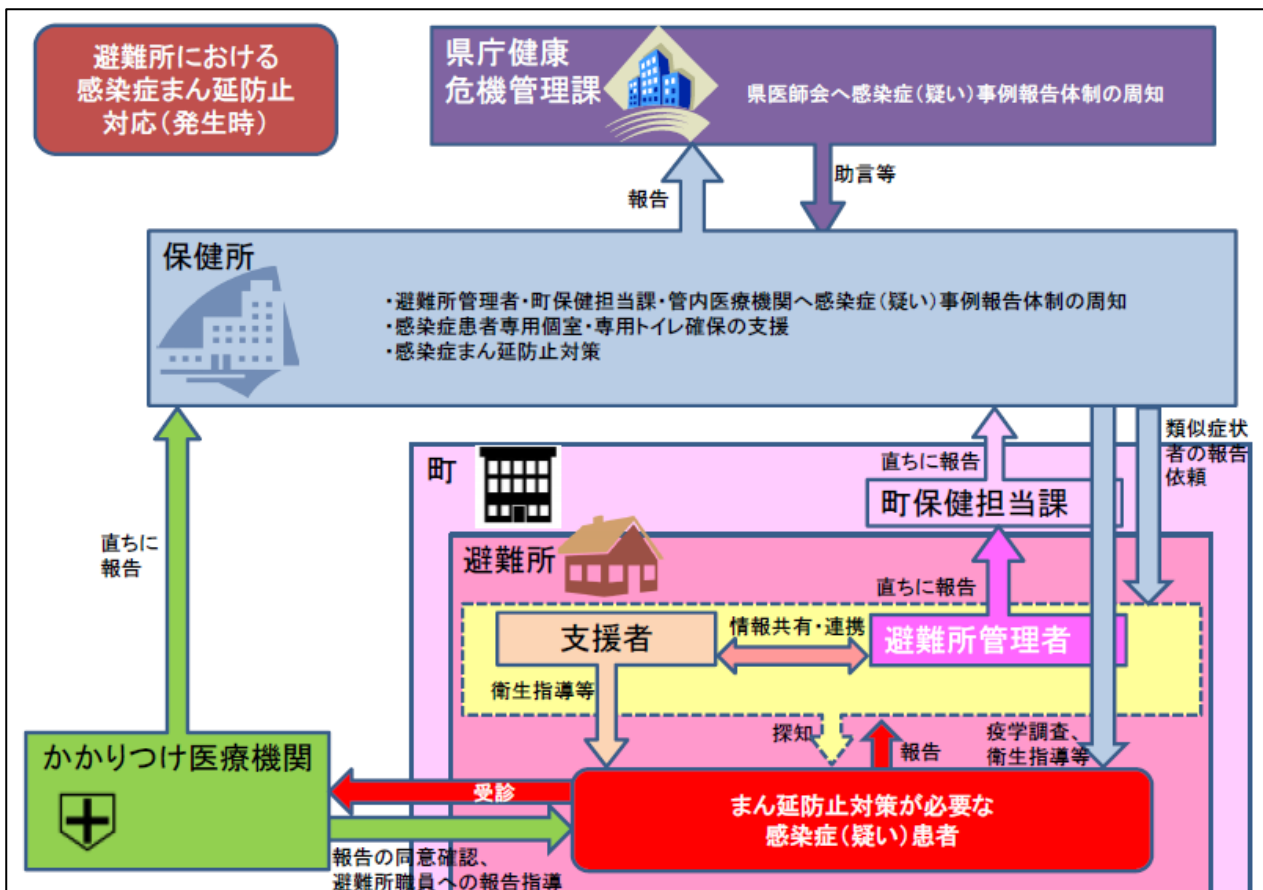 避難所における
感染症まん延防止
対応（発生時）
県庁健康
危機管理課
県医師会へ感染症（疑い）事例報告体制の周知
報告
助言等
保健所
・避難所管理者・町保健担当課・管内医療機関へ感染症（疑い）事例報告体制の周知
・感染症患者専用個室・専用トイレ確保の支援
・感染症まん延防止対策
類似症状
者の報告
依頼
町
直ちに報告
町保健担当課
直ちに
報告
避難所
直ちに報告
支援者
情報共有・連携
避難所管理者
衛生指導等
探知
報告
疫学調査、
衛生指導等
かかりつけ医療機関
受診
まん延防止対策が必要な
感染症（疑い）患者
報告の同意確認、
避難所職員への報告指導